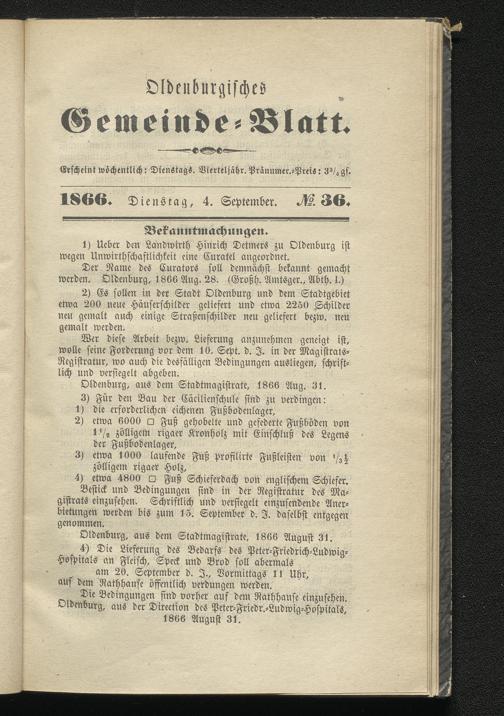 Oldenburgisches
Gemeinde-Blatt.
Erscheint wöchentlich: Dienstags. Vierteljähr. Pränumer.-Preis: 3³/₄ gs.
1866. Dienstag, 4. September. № 36.
Bekanntmachungen.
1) Ueber den Landwirth Hinrich Detmers zu Oldenburg ist
wegen Unwirthschaftlichkeit eine Curatel angeordnet.
Der Name des Curators soll demnächst bekannt gemacht
werden. Oldenburg, 1866 Aug. 28. (Großh. Amtsger., Abth. I.)
2) Es sollen in der Stadt Oldenburg und dem Stadtgebiet
etwa 200 neue Häuserschilder geliefert und etwa 2250 Schilder
neu gemalt auch einige Straßenschilder neu geliefert bezw. neu
gemalt werden.
Wer diese Arbeit bezw. Lieferung anzunehmen geneigt ist,
wolle seine Forderung vor dem 10. Sept. d. J. in der Magistrats-
Registratur, wo auch die desfälligen Bedingungen ausliegen, schrift-
lich und versiegelt abgeben.
Oldenburg, aus dem Stadtmagistrate, 1866 Aug. 31.
3) Für den Bau der Cäcilienschule sind zu verdingen:
1) die erforderlichen eichenen Fußbodenlager,
2) etwa 6000 □ Fuß gehobelte und gefederte Fußböden von
1¹/₂ zölligem rigaer Kronholz mit Einschluß des Legens
der Fußbodenlager,
3) etwa 1000 laufende Fuß profilirte Fußleisten von
zölligem rigaer Holz,
4) etwa 4800 □ Fuß Schieferdach von englischem Schiefer.
Bestick und Bedingungen sind in der Registratur des Ma-
gistrats einzusehen. Schriftlich und versiegelt einzusendende Aner-
bietungen werden bis zum 15. September d. J. daselbst entgegen
genommen.
Oldenburg, aus dem Stadtmagistrate, 1866 August 31.
4) Die Lieferung des Bedarfs des Peter-Friedrich-Ludwig-
Hospitals an Fleisch, Speck und Brod soll abermals
am 20. September d. J., Vormittags 11 Uhr,
auf dem Rathhause öffentlich verdungen werden.
Die Bedingungen sind vorher auf dem Rathhause einzusehen.
Oldenburg, aus der Direction des Peter-Friedr.-Ludwig-Hospitals,
1866 August 31.